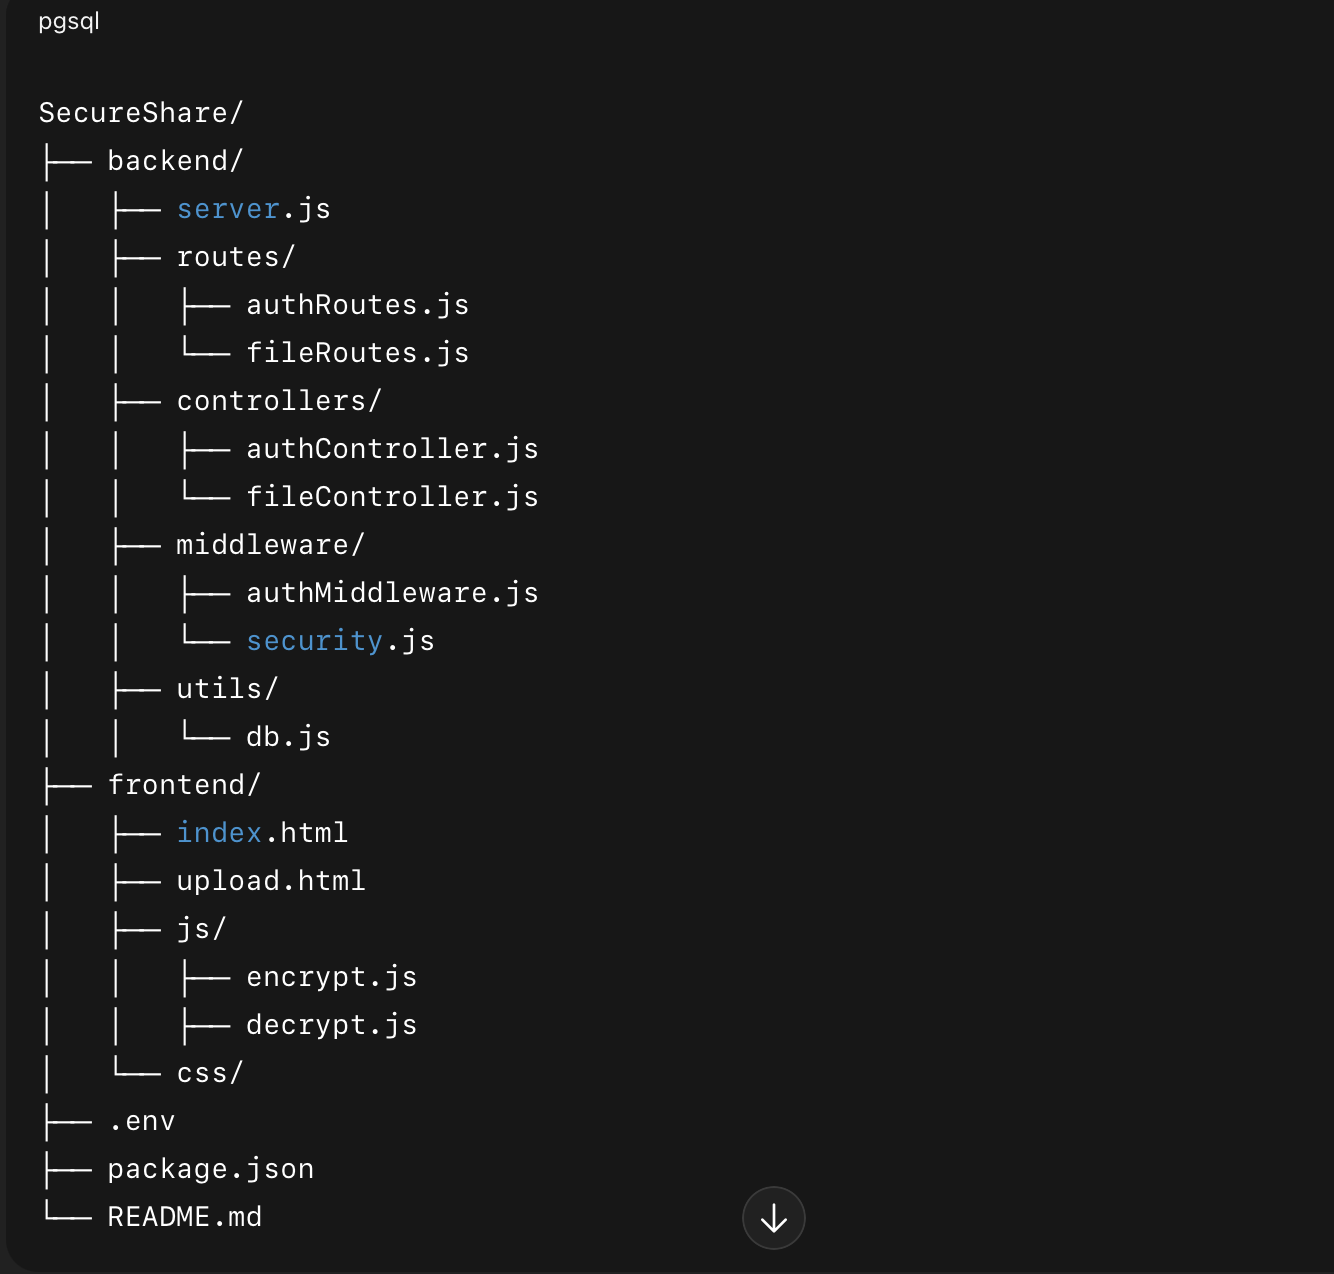 pgsql
SecureShare/
├── backend/
│   ├── server.js
│   ├── routes/
│   │   ├── authRoutes.js
│   │   └── fileRoutes.js
│   ├── controllers/
│   │   ├── authController.js
│   │   └── fileController.js
│   ├── middleware/
│   │   ├── authMiddleware.js
│   │   └── security.js
│   ├── utils/
│   │   └── db.js
├── frontend/
│   ├── index.html
│   ├── upload.html
│   ├── js/
│   │   ├── encrypt.js
│   │   ├── decrypt.js
│   └── css/
├── .env
├── package.json
└── README.md